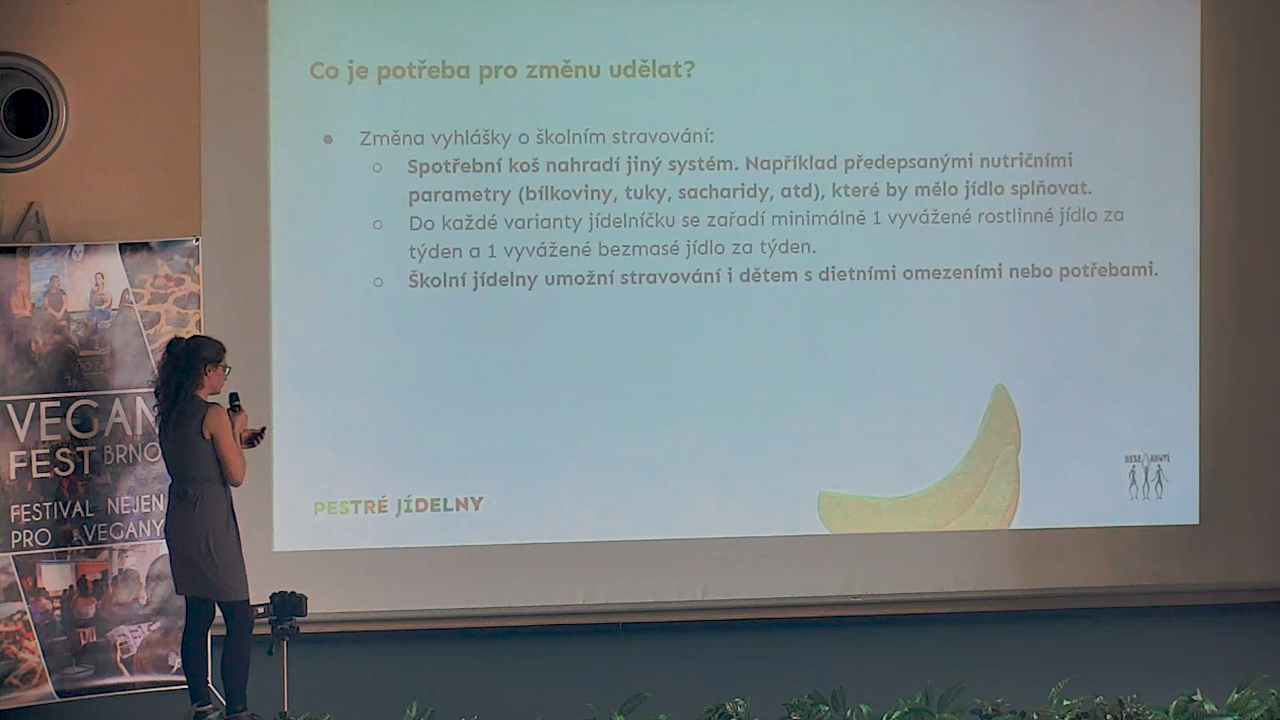 Co je potřeba pro změnu udělat?
Změna vyhlášky o školním stravování:
Spotřební koš nahradí jiný systém. Například předepsanými nutričními
parametry (bílkoviny, tuky, sacharidy, atd), které by mělo jídlo splňovat.
Do každé varianty jídelníčku se zařadí minimálně 1 vyvážené rostlinné jídlo za
týden a 1 vyvážené bezmasé jídlo za týden.
Školní jídelny umožní stravování i dětem s dietními omezeními nebo potřebami.
PESTRÉ JÍDELNY
VEGAN
FEST BRNO
FESTIVAL NEJEN
PRO VEGANY